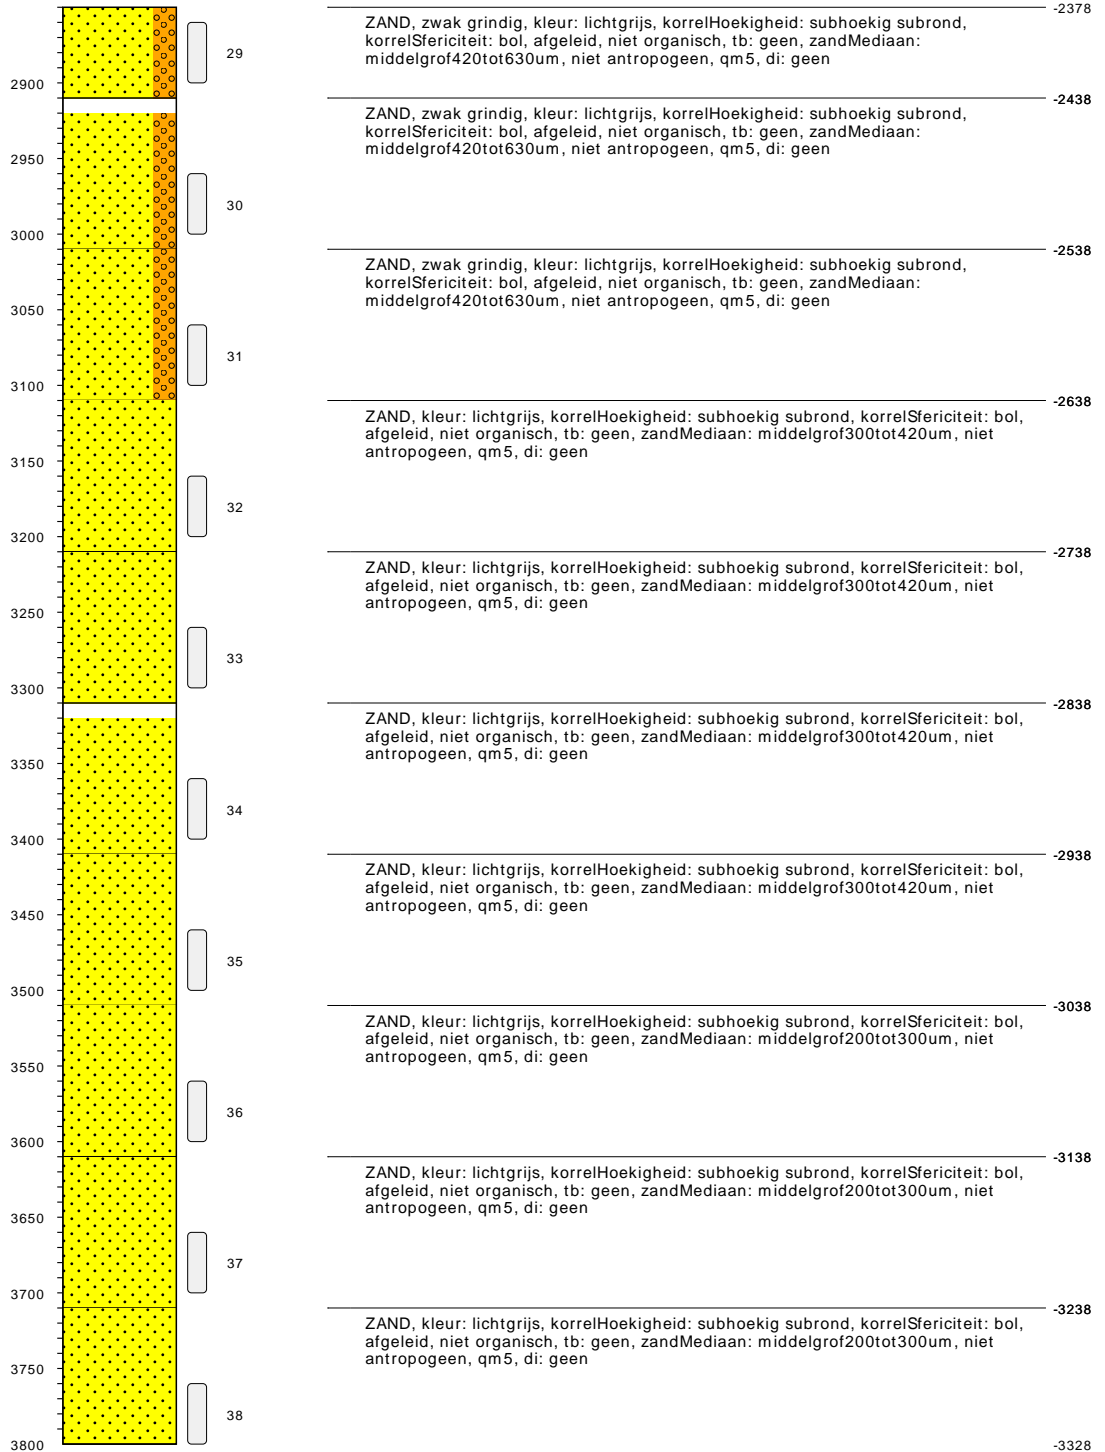 -2378
ZAND, zwak grindig, kleur: lichtgrijs, korrelHoekigheid: subhoekig subrond,
korrelSfericiteit: bol, afgeleid, niet organisch, tb: geen, zandMediaan:
middelgrof420tot630um, niet antropogeen, qm5, di: geen
29
2900
-2438
ZAND, zwak grindig, kleur: lichtgrijs, korrelHoekigheid: subhoekig subrond,
korrelSfericiteit: bol, afgeleid, niet organisch, tb: geen, zandMediaan:
middelgrof420tot630um, niet antropogeen, qm5, di: geen
2950
30
3000
-2538
ZAND, zwak grindig, kleur: lichtgrijs, korrelHoekigheid: subhoekig subrond,
korrelSfericiteit: bol, afgeleid, niet organisch, tb: geen, zandMediaan:
middelgrof420tot630um, niet antropogeen, qm5, di: geen
3050
31
3100
-2638
ZAND, kleur: lichtgrijs, korrelHoekigheid: subhoekig subrond, korrelSfericiteit: bol,
afgeleid, niet organisch, tb: geen, zandMediaan: middelgrof300tot420um, niet
antropogeen, qm5, di: geen
3150
32
3200
-2738
ZAND, kleur: lichtgrijs, korrelHoekigheid: subhoekig subrond, korrelSfericiteit: bol,
afgeleid, niet organisch, tb: geen, zandMediaan: middelgrof300tot420um, niet
antropogeen, qm5, di: geen
3250
33
3300
-2838
ZAND, kleur: lichtgrijs, korrelHoekigheid: subhoekig subrond, korrelSfericiteit: bol,
afgeleid, niet organisch, tb: geen, zandMediaan: middelgrof300tot420um, niet
antropogeen, qm5, di: geen
3350
34
3400
-2938
ZAND, kleur: lichtgrijs, korrelHoekigheid: subhoekig subrond, korrelSfericiteit: bol,
afgeleid, niet organisch, tb: geen, zandMediaan: middelgrof300tot420um, niet
antropogeen, qm5, di: geen
3450
35
3500
-3038
ZAND, kleur: lichtgrijs, korrelHoekigheid: subhoekig subrond, korrelSfericiteit: bol,
afgeleid, niet organisch, tb: geen, zandMediaan: middelgrof200tot300um, niet
antropogeen, qm5, di: geen
3550
36
3600
-3138
ZAND, kleur: lichtgrijs, korrelHoekigheid: subhoekig subrond, korrelSfericiteit: bol,
afgeleid, niet organisch, tb: geen, zandMediaan: middelgrof200tot300um, niet
antropogeen, qm5, di: geen
3650
37
3700
-3238
ZAND, kleur: lichtgrijs, korrelHoekigheid: subhoekig subrond, korrelSfericiteit: bol,
afgeleid, niet organisch, tb: geen, zandMediaan: middelgrof200tot300um, niet
antropogeen, qm5, di: geen
3750
38
3800
-3328